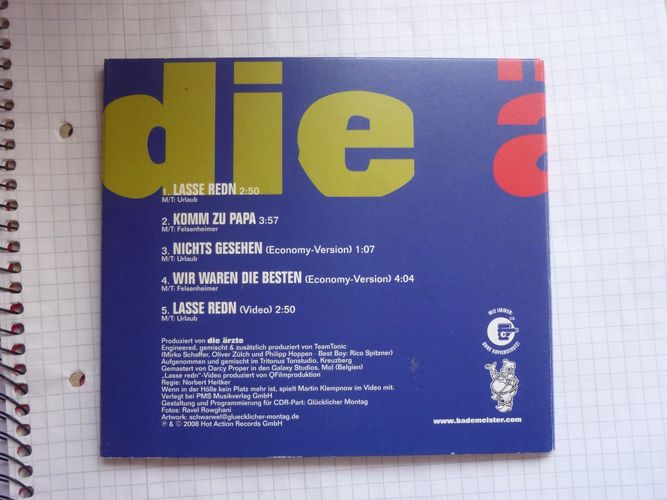 die ä
1. LASSE REDN 2:50
M/T: Urlaub
2. KOMM ZU PAPA 3:57
M/T: Felsenheimer
3. NICHTS GESEHEN (Economy-Version) 1:07
M/T: Urlaub
4. WIR WAREN DIE BESTEN (Economy-Version) 4:04
M/T: Felsenheimer
5. LASSE REDN (Video) 2:50
M/T: Urlaub
WIE IMMER:
OHNE KOPIERSCHUTZ!
Produziert von die ärzte
Engineered, gemischt & zusätzlich produziert von TeamTonic
(Mirko Schaffer, Oliver Zülch und Philipp Hoppen · Best Boy: Rico Spitzner)
Aufgenommen und gemischt im Tritonus Tonstudio, Kreuzberg
Gemastert von Darcy Proper in den Galaxy Studios, Mol (Belgien)
„Lasse redn“-Video produziert von QFilmproduktion
Regie: Norbert Heitker
Wenn in der Hölle kein Platz mehr ist, spielt Martin Klempnow im Video mit.
Verlegt bei PMS Musikverlag GmbH
Gestaltung und Programmierung für CDR-Part: Glücklicher Montag
Fotos: Ravel Rowghani
Artwork: schwarwel@gluecklicher-montag.de
℗ & © 2008 Hot Action Records GmbH
www.bademeister.com